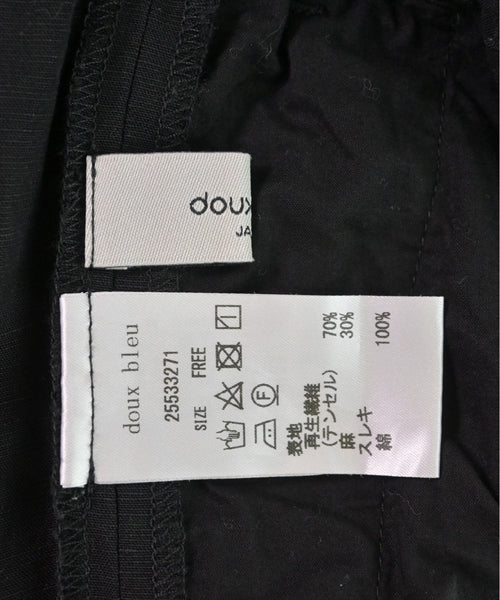 doux
JA
doux bleu
25533271
SIZE FREE
F
表地
再生繊維 70%
(テンセル)
麻 30%
スレキ
綿 100%